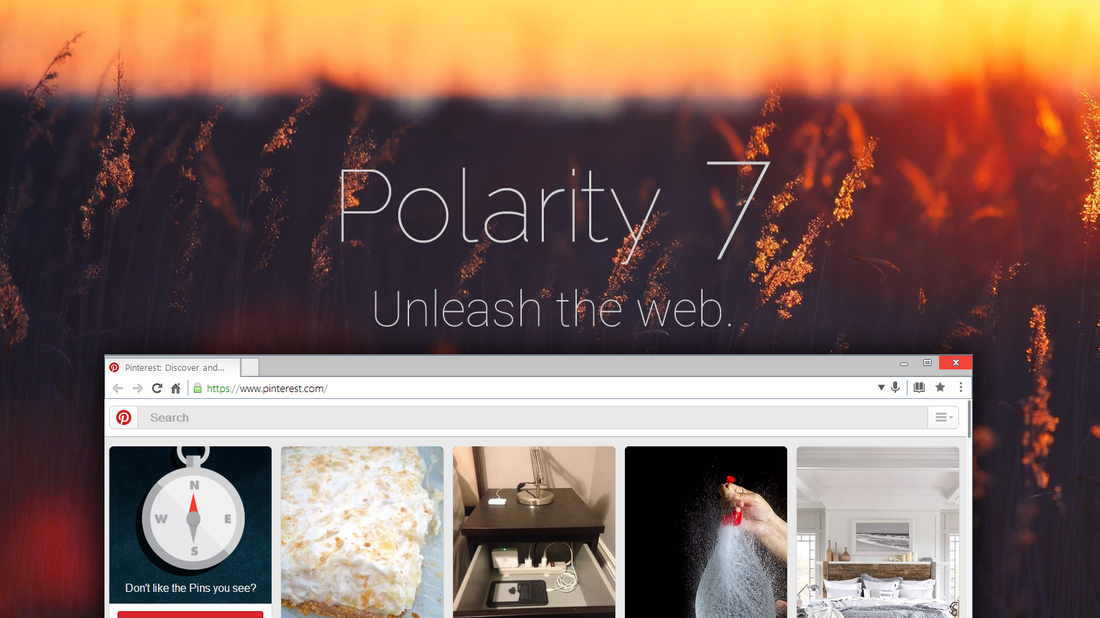 Polarity 7
Unleash the web.
Pinterest: Discover and...
https://www.pinterest.com/
Search
N
W E
S
Don't like the Pins you see?